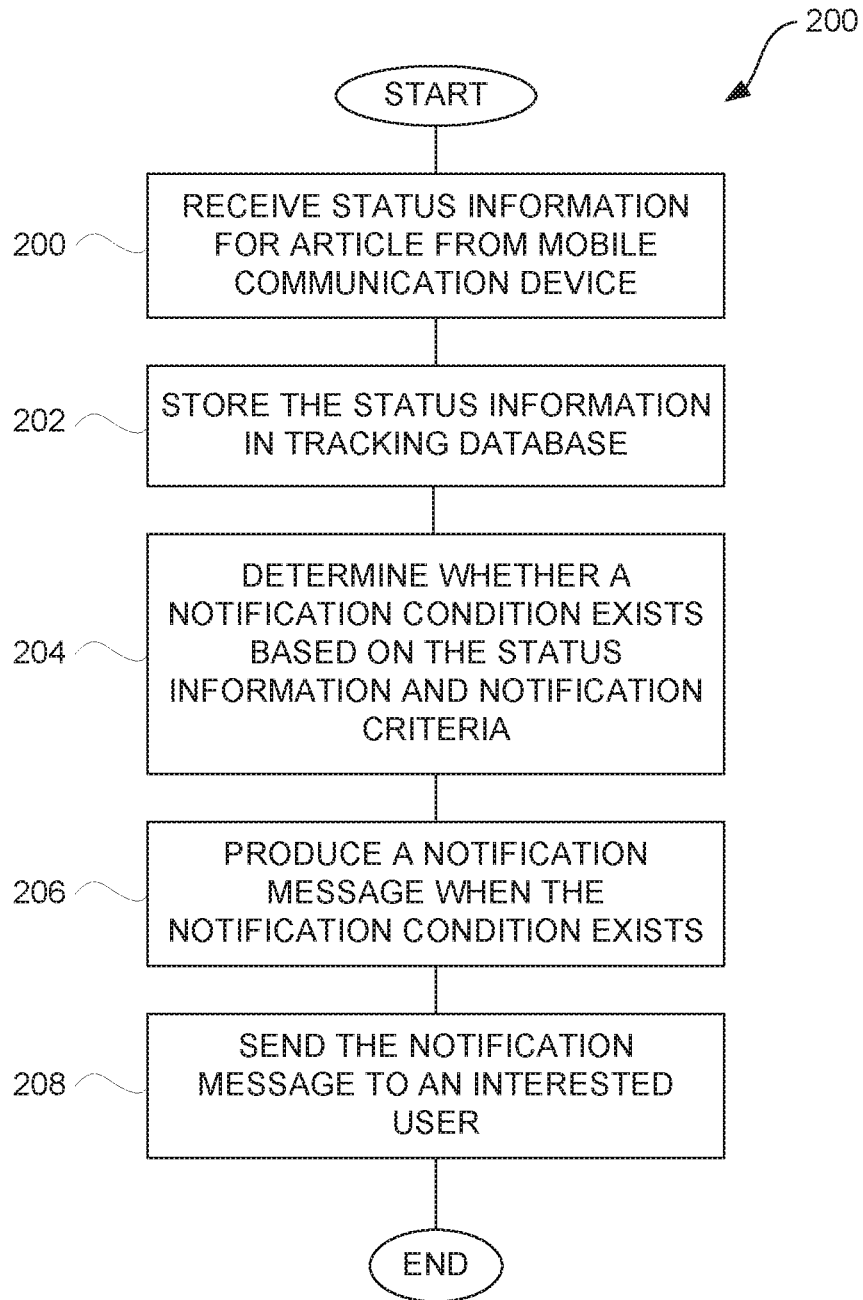 200
START
200
RECEIVE STATUS INFORMATION
FOR ARTICLE FROM MOBILE
COMMUNICATION DEVICE
202
STORE THE STATUS INFORMATION
IN TRACKING DATABASE
204
DETERMINE WHETHER A
NOTIFICATION CONDITION EXISTS
BASED ON THE STATUS
INFORMATION AND NOTIFICATION
CRITERIA
206
PRODUCE A NOTIFICATION
MESSAGE WHEN THE
NOTIFICATION CONDITION EXISTS
208
SEND THE NOTIFICATION
MESSAGE TO AN INTERESTED
USER
END